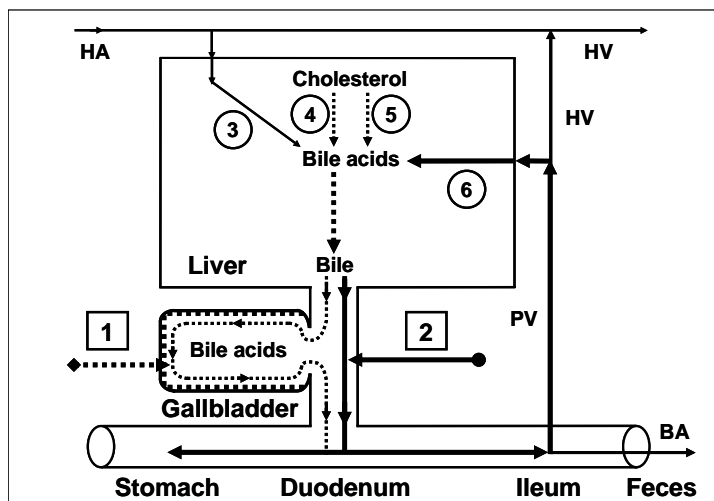 HA
HV
Cholesterol
4
5
3
HV
Bile acids
6
Liver
Bile
1
2
PV
Bile acids
Gallbladder
BA
Stomach
Duodenum
Ileum
Feces